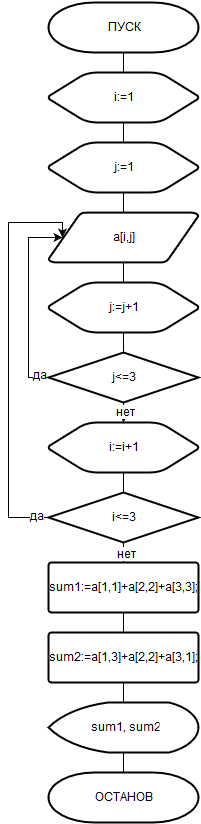 ПУСК
i:=1
j:=1
a[i,j]
j:=j+1
j<=3
да
нет
i:=i+1
i<=3
да
нет
sum1:=a[1,1]+a[2,2]+a[3,3];
sum2:=a[1,3]+a[2,2]+a[3,1];
sum1, sum2
ОСТАНОВ